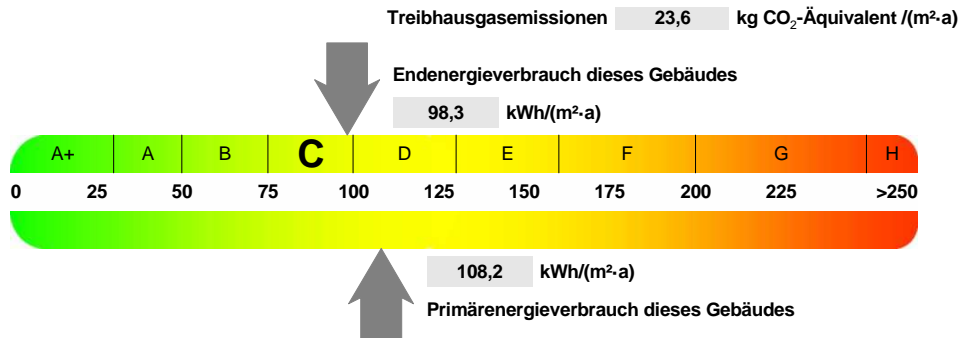 Treibhausgasemissionen 23,6 kg CO₂-Äquivalent /(m²·a)
Endenergieverbrauch dieses Gebäudes
98,3 kWh/(m²·a)
A+ A B C D E F G H
0 25 50 75 100 125 150 175 200 225 >250
108,2 kWh/(m²·a)
Primärenergieverbrauch dieses Gebäudes